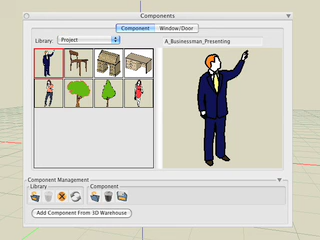 Components
Component Window/Door
Library: Project
A_Businessman_Presenting
Component Management
Library Component
Add Component From 3D Warehouse